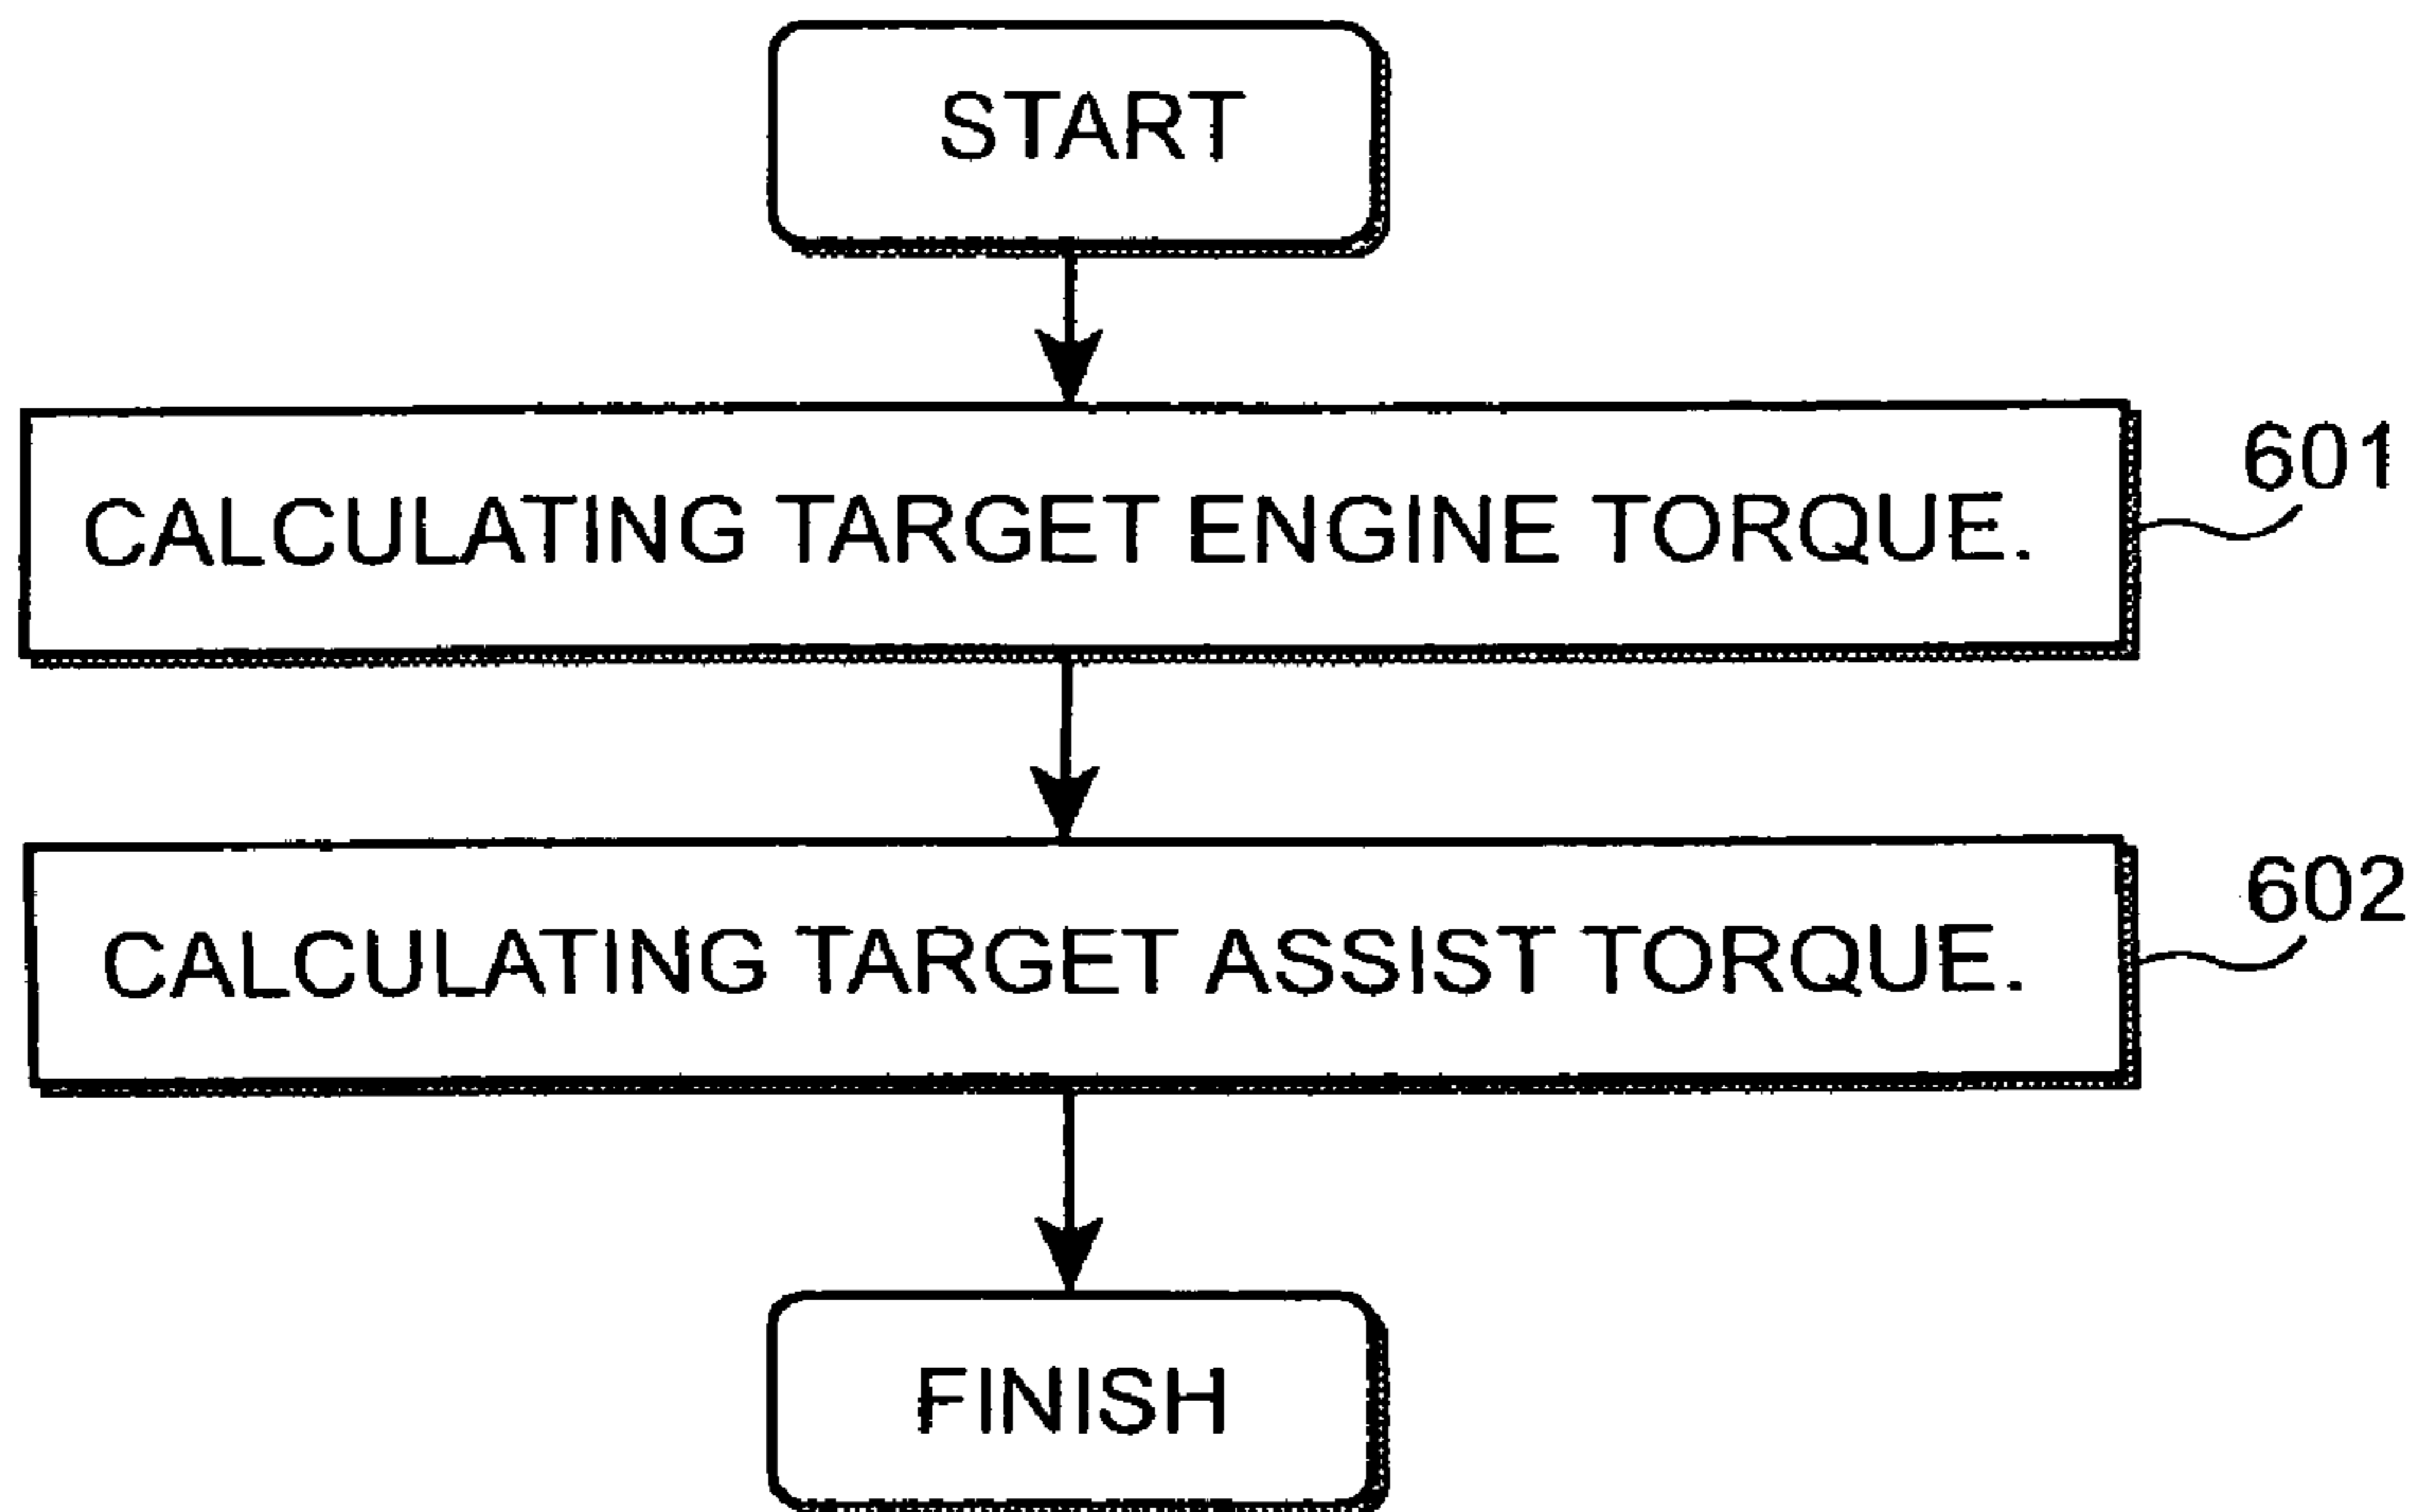 START
CALCULATING TARGET ENGINE TORQUE.
601
CALCULATING TARGET ASSIST TORQUE.
602
FINISH